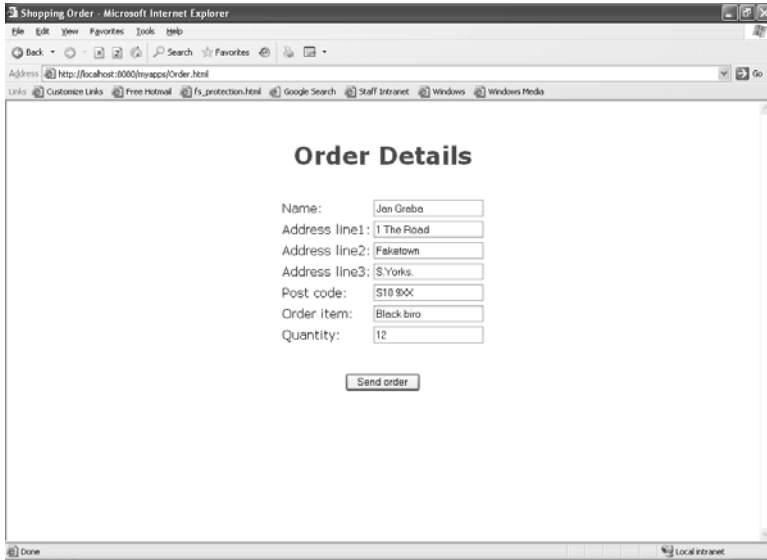 Shopping Order - Microsoft Internet Explorer
File Edit View Favorites Tools Help
Back Search Favorites
Address http://localhost:8080/myapps/Order.html Go
Links Customize Links Free Hotmail fs_protection.html Google Search Staff Intranet Windows Windows Media
Order Details
Name: Jan Graba
Address line1: 1 The Road
Address line2: Faketown
Address line3: S.Yorks.
Post code: S10 9XX
Order item: Black biro
Quantity: 12
Send order
Done Local intranet